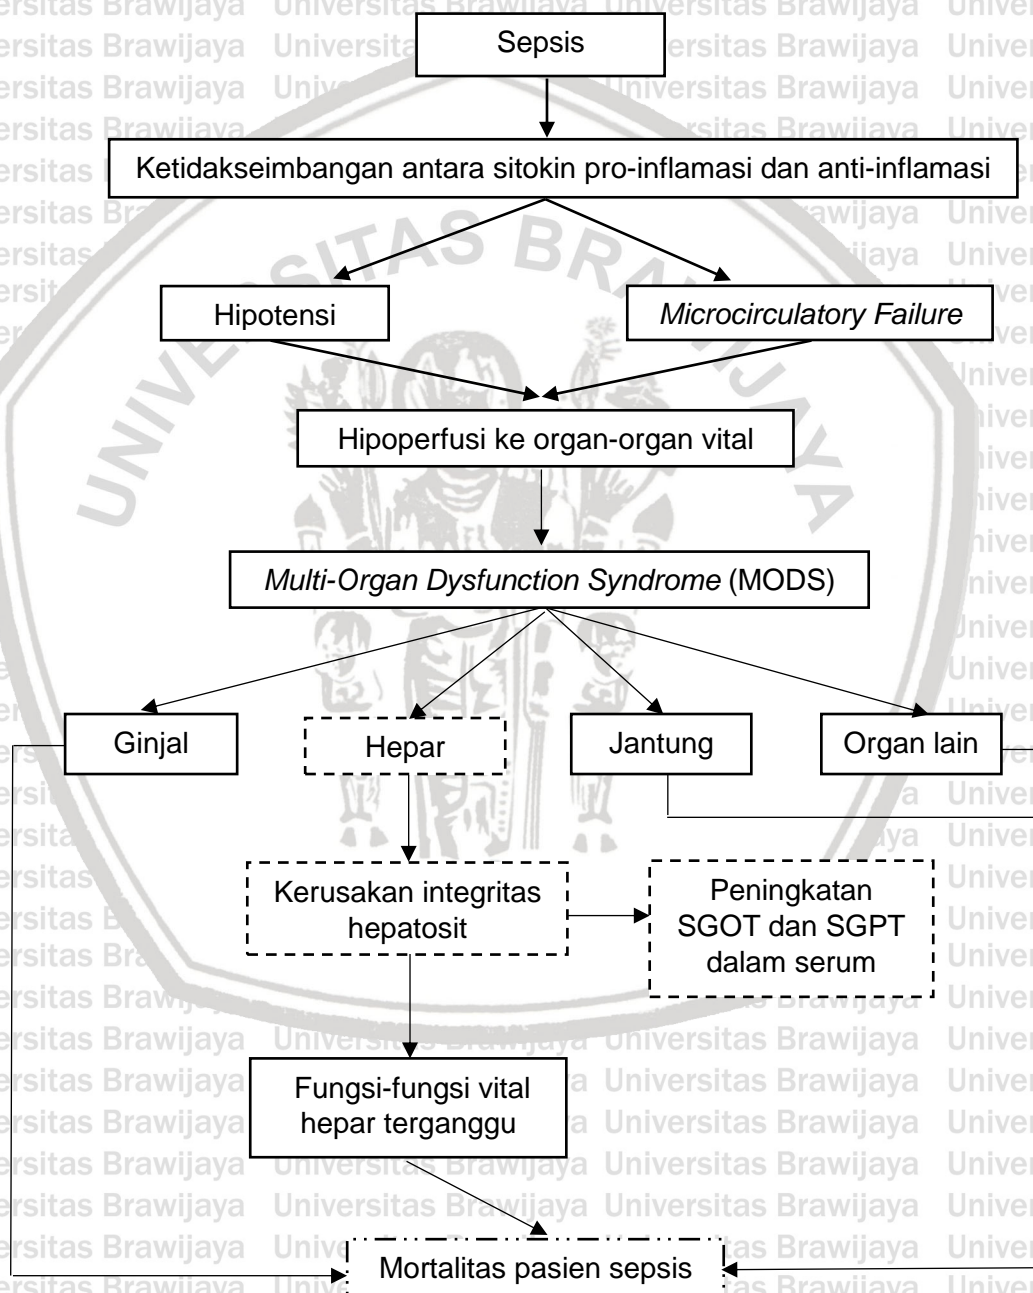 Sepsis
Ketidakseimbangan antara sitokin pro-inflamasi dan anti-inflamasi
Hipotensi
Microcirculatory Failure
Hipoperfusi ke organ-organ vital
Multi-Organ Dysfunction Syndrome (MODS)
Ginjal
Hepar
Jantung
Organ lain
Kerusakan integritas
hepatosit
Peningkatan
SGOT dan SGPT
dalam serum
Fungsi-fungsi vital
hepar terganggu
Mortalitas pasien sepsis
UNIVERSITAS BRAWIJAYA